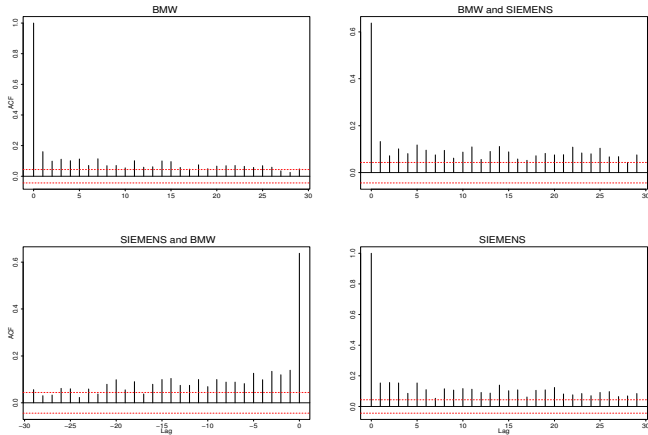 BMW
ACF
0.0 0.2 0.4 0.6 0.8 1.0
0 5 10 15 20 25 30
BMW and SIEMENS
0.0 0.2 0.4 0.6
0 5 10 15 20 25 30
SIEMENS and BMW
ACF
0.0 0.2 0.4 0.6
−30 −25 −20 −15 −10 −5 0
Lag
SIEMENS
0.0 0.2 0.4 0.6 0.8 1.0
0 5 10 15 20 25 30
Lag